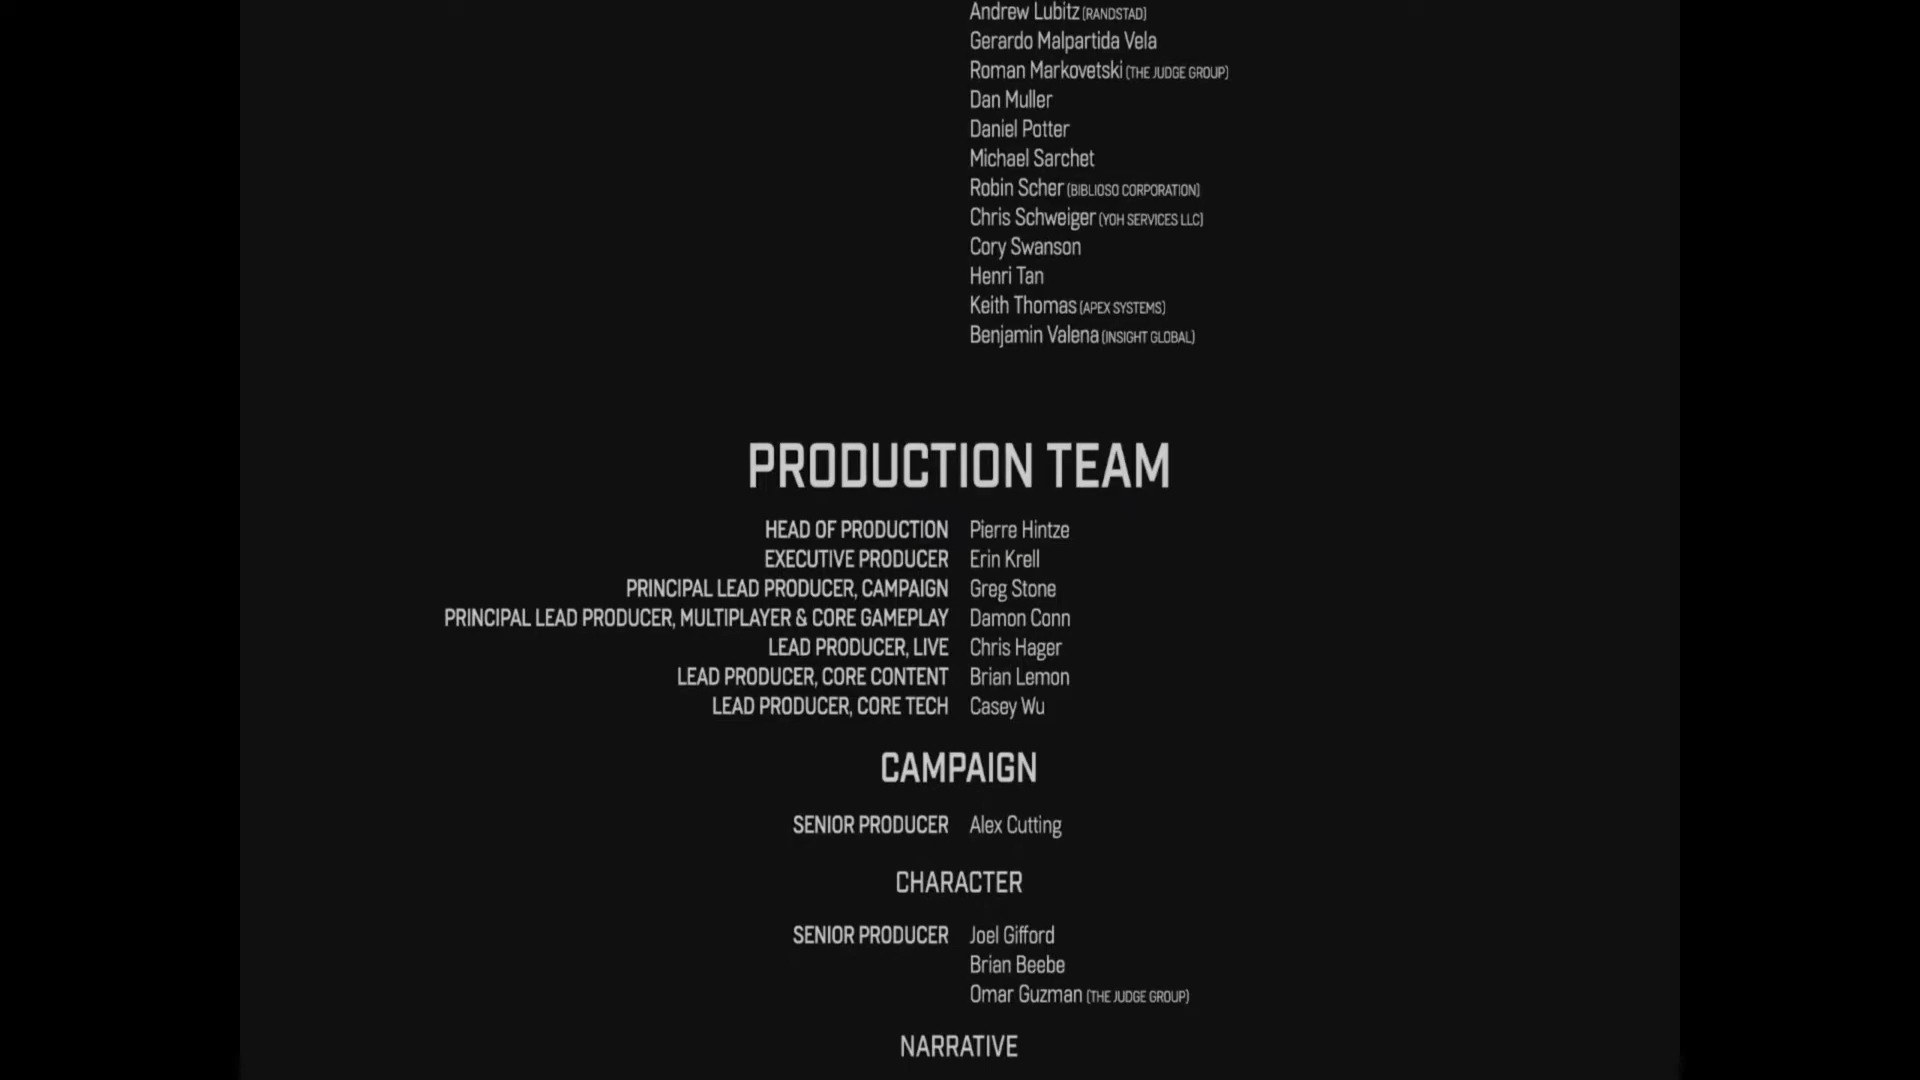 Andrew Lubitz (RANDSTAD)
Gerardo Malpartida Vela
Roman Markovetski (THE JUDGE GROUP)
Dan Muller
Daniel Potter
Michael Sarchet
Robin Scher (BIBLIOSO CORPORATION)
Chris Schweiger (YOH SERVICES LLC)
Cory Swanson
Henri Tan
Keith Thomas (APEX SYSTEMS)
Benjamin Valena (INSIGHT GLOBAL)
PRODUCTION TEAM
HEAD OF PRODUCTION Pierre Hintze
EXECUTIVE PRODUCER Erin Krell
PRINCIPAL LEAD PRODUCER, CAMPAIGN Greg Stone
PRINCIPAL LEAD PRODUCER, MULTIPLAYER & CORE GAMEPLAY Damon Conn
LEAD PRODUCER, LIVE Chris Hager
LEAD PRODUCER, CORE CONTENT Brian Lemon
LEAD PRODUCER, CORE TECH Casey Wu
CAMPAIGN
SENIOR PRODUCER Alex Cutting
CHARACTER
SENIOR PRODUCER Joel Gifford
Brian Beebe
Omar Guzman (THE JUDGE GROUP)
NARRATIVE